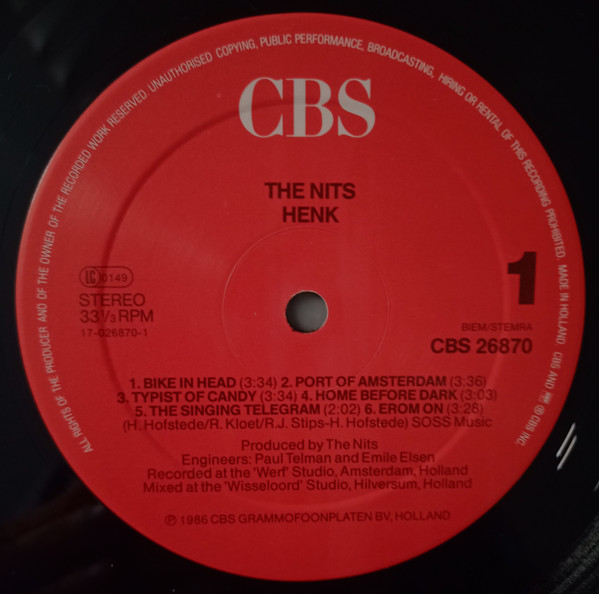 ALL RIGHTS OF THE PRODUCER AND OF THE OWNER OF THE RECORDED WORK RESERVED. UNAUTHORISED COPYING, PUBLIC PERFORMANCE, BROADCASTING, HIRING OR RENTAL OF THIS RECORDING PROHIBITED. MADE IN HOLLAND. CBS AND ® CBS INC.
CBS
THE NITS
HENK
1
LC 0149
STEREO
33 1/3 RPM
17-026870-1
BIEM/STEMRA
CBS 26870
1. BIKE IN HEAD (3:34) 2. PORT OF AMSTERDAM (3:36)
3. TYPIST OF CANDY (3:34) 4. HOME BEFORE DARK (3:03)
5. THE SINGING TELEGRAM (2:02) 6. EROM ON (3:26)
(H. Hofstede/R. Kloet/R.J. Stips-H. Hofstede) SOSS Music
Produced by The Nits
Engineers: Paul Telman and Emile Elsen
Recorded at the 'Werf' Studio, Amsterdam, Holland
Mixed at the 'Wisseloord' Studio, Hilversum, Holland
℗ 1986 CBS GRAMMOFOONPLATEN BV, HOLLAND